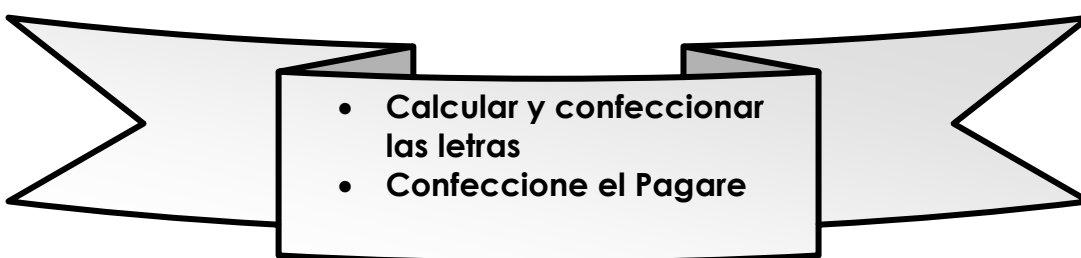 • Calcular y confeccionar
las letras
• Confeccione el Pagare